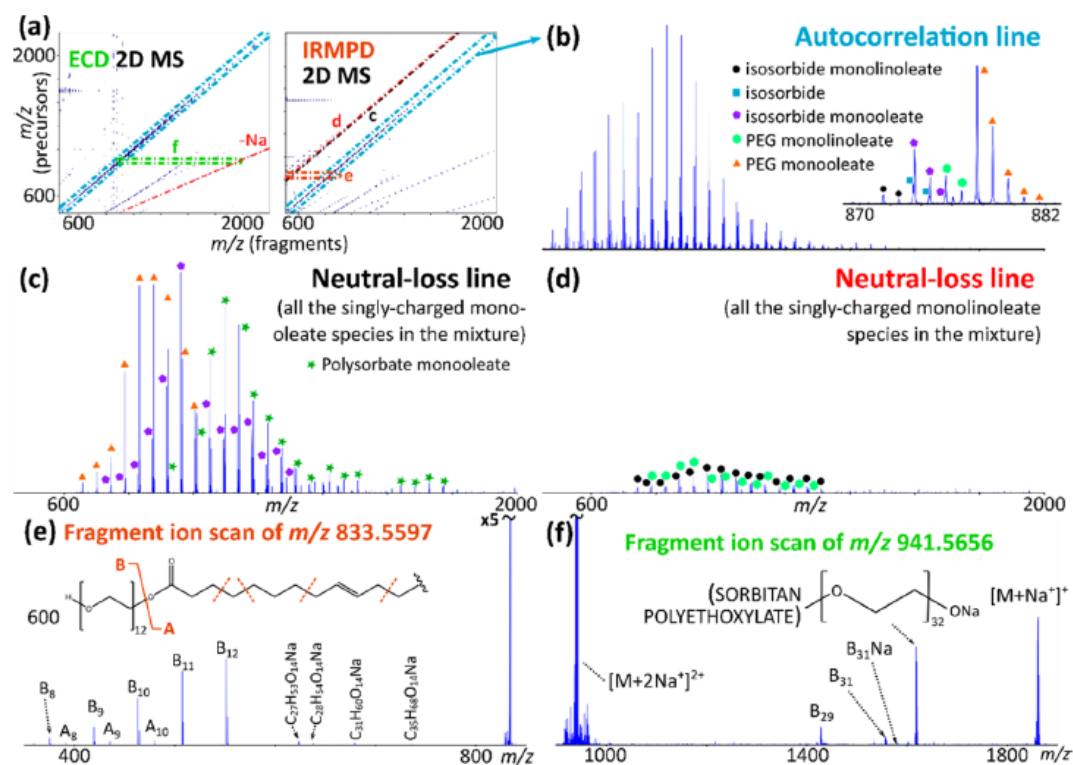 (a)
2000
ECD 2D MS
f
-Na
m/z
(precursors)
600
600
2000
IRMPD
2D MS
d
c
e
600
2000
m/z (fragments)
(b)
Autocorrelation line
isosorbide monolinoleate
isosorbide
isosorbide monooleate
PEG monolinoleate
PEG monooleate
870
882
(c)
Neutral-loss line
(all the singly-charged mono-
oleate species in the mixture)
Polysorbate monooleate
600
m/z
2000
(d)
Neutral-loss line
(all the singly-charged monolinoleate
species in the mixture)
600
m/z
2000
(e)
Fragment ion scan of m/z 833.5597
x5~
B
H
O
O
O
12
A
600
B8
A8
B9
A9
B10
A10
B11
B12
C27H53O14Na
C28H54O14Na
C31H60O14Na
C35H68O14Na
400
800
m/z
(f)
Fragment ion scan of m/z 941.5656
(SORBITAN
POLYETHOXYLATE)
O
32
ONa
[M+Na⁺]⁺
[M+2Na⁺]²⁺
B29
B31
B31Na
1000
1400
1800
m/z